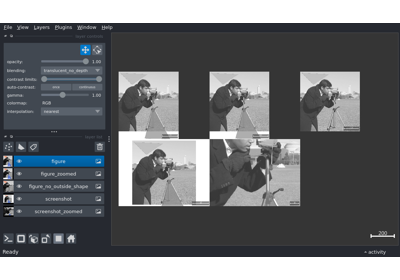 File View Layers Plugins Window Help
opacity: 1.00
blending: translucent_no_depth
contrast limits:
auto-contrast: once continuous
gamma: 1.00
colormap: RGB
interpolation: nearest
figure
figure_zoomed
figure_no_outside_shape
screenshot
screenshot_zoomed
200
Ready
activity